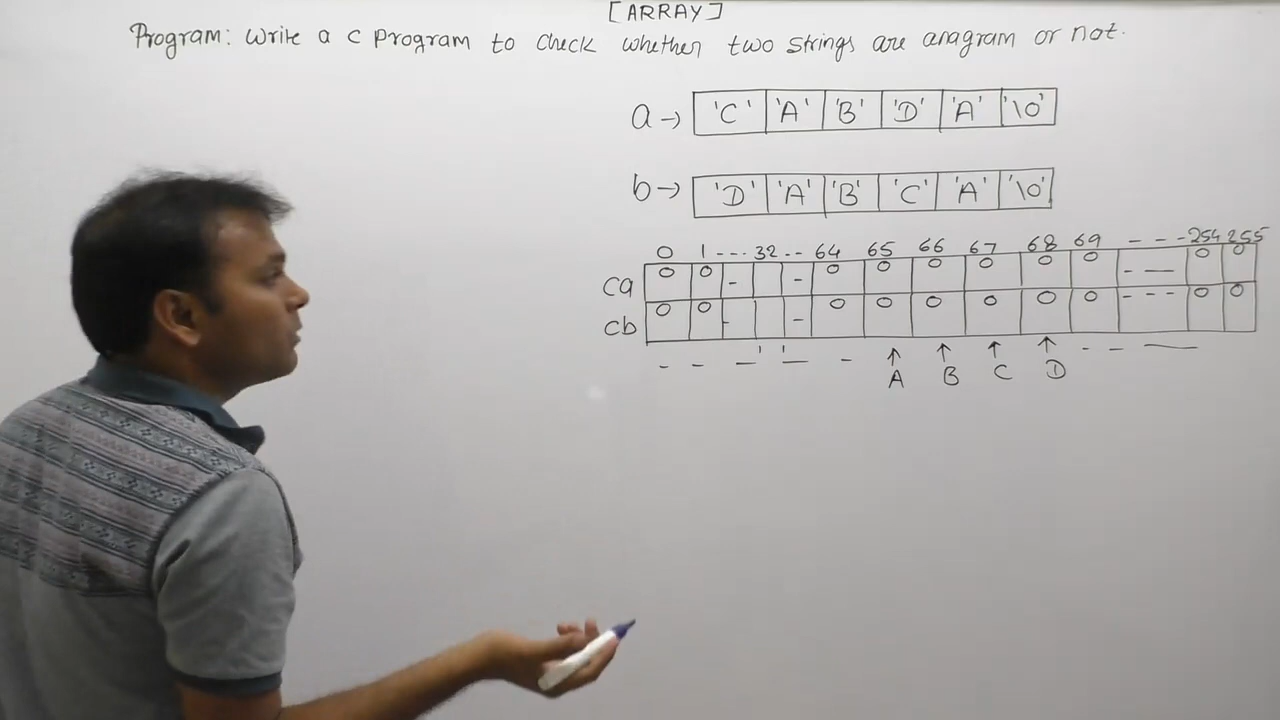 [ARRAY]
Program: Write a c program to check whether two strings are anagram or not.
a→ 'C' 'A' 'B' 'D' 'A' '\0'
b→ 'D' 'A' 'B' 'C' 'A' '\0'
0 1 --- 32 -- 64 65 66 67 68 69 - - - 254 255
ca 0 0 - - 0 0 0 0 0 0 - — 0 0
cb 0 0 - - 0 0 0 0 0 0 - - - 0 0
↑ ↑ ↑ ↑
A B C D